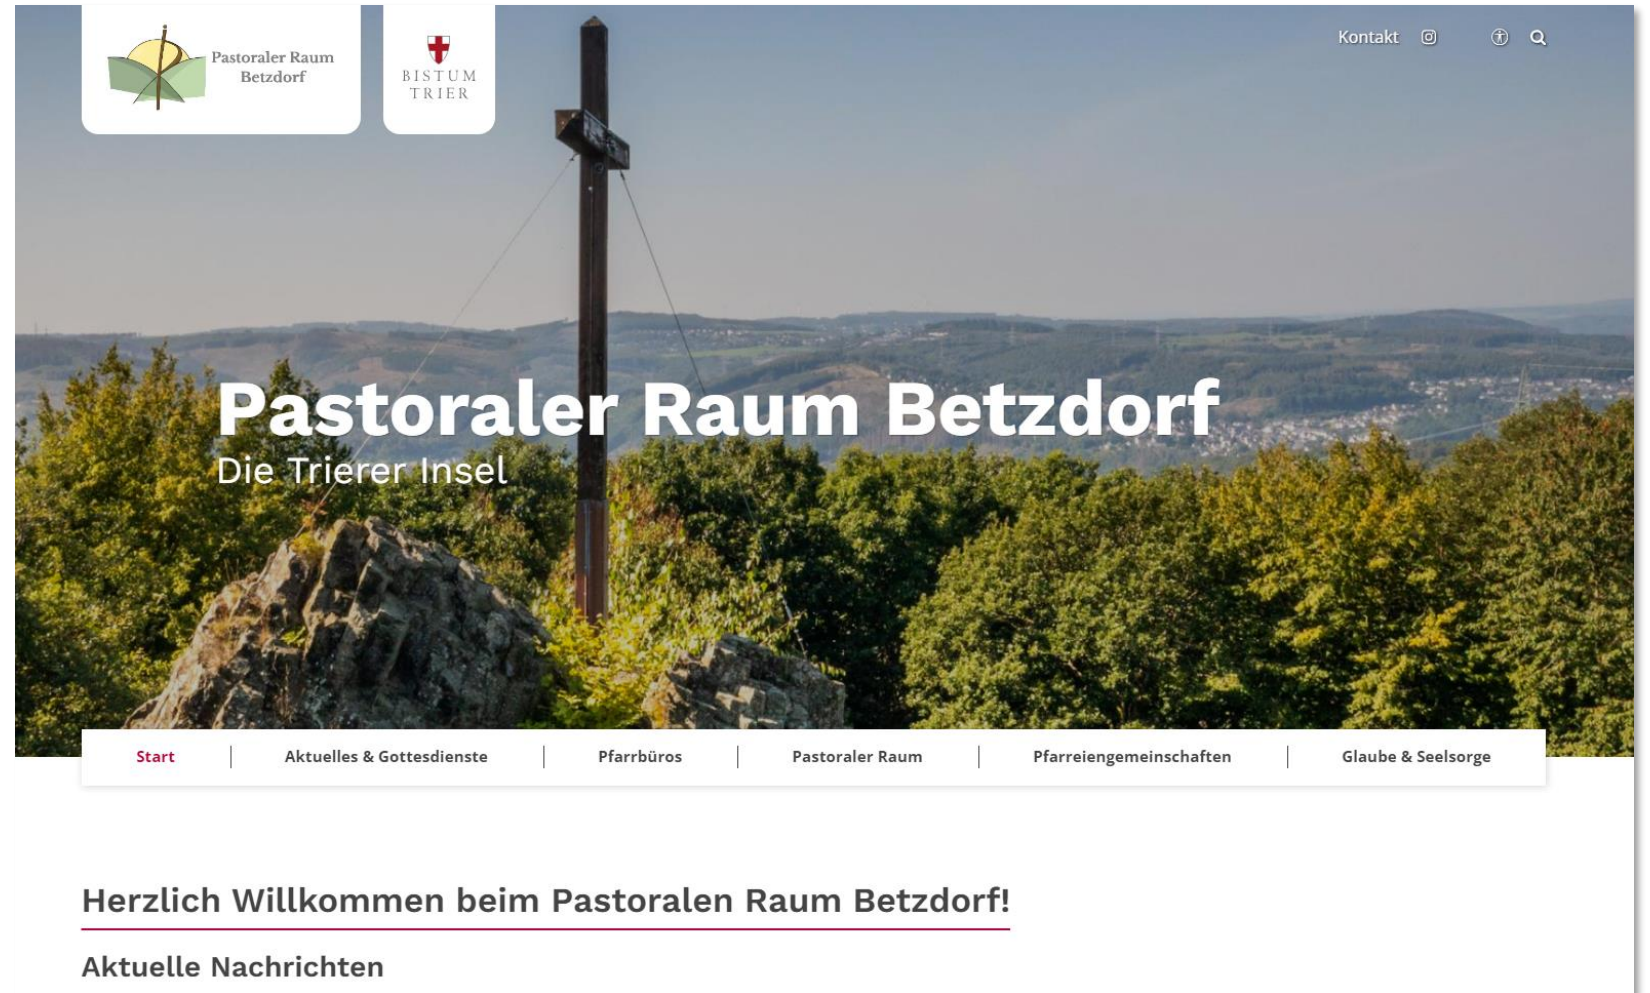 Pastoraler Raum
Betzdorf
BISTUM
TRIER
Kontakt
Pastoraler Raum Betzdorf
Die Trierer Insel
Start
Aktuelles & Gottesdienste
Pfarrbüros
Pastoraler Raum
Pfarreiengemeinschaften
Glaube & Seelsorge
Herzlich Willkommen beim Pastoralen Raum Betzdorf!
Aktuelle Nachrichten